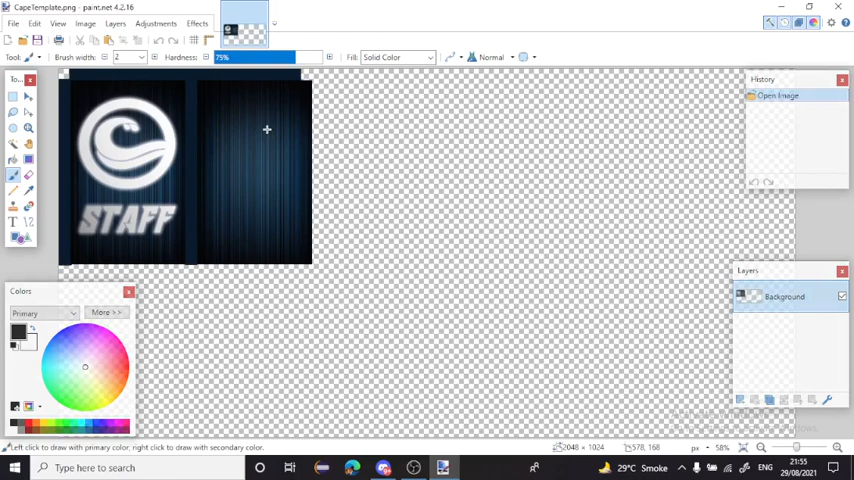 CapeTemplate.png - paint.net 4.2.16
File Edit View Image Layers Adjustments Effects
Tool: Brush width: 2 Hardness: 75% Fill: Solid Color Normal
To... History
Open Image
STAFF
Layers
Background
Colors
Primary More >>
Left click to draw with primary color, right click to draw with secondary color. 2048 × 1024 578, 168 px 58%
Type here to search 29°C Smoke ENG 21:55 29/08/2021